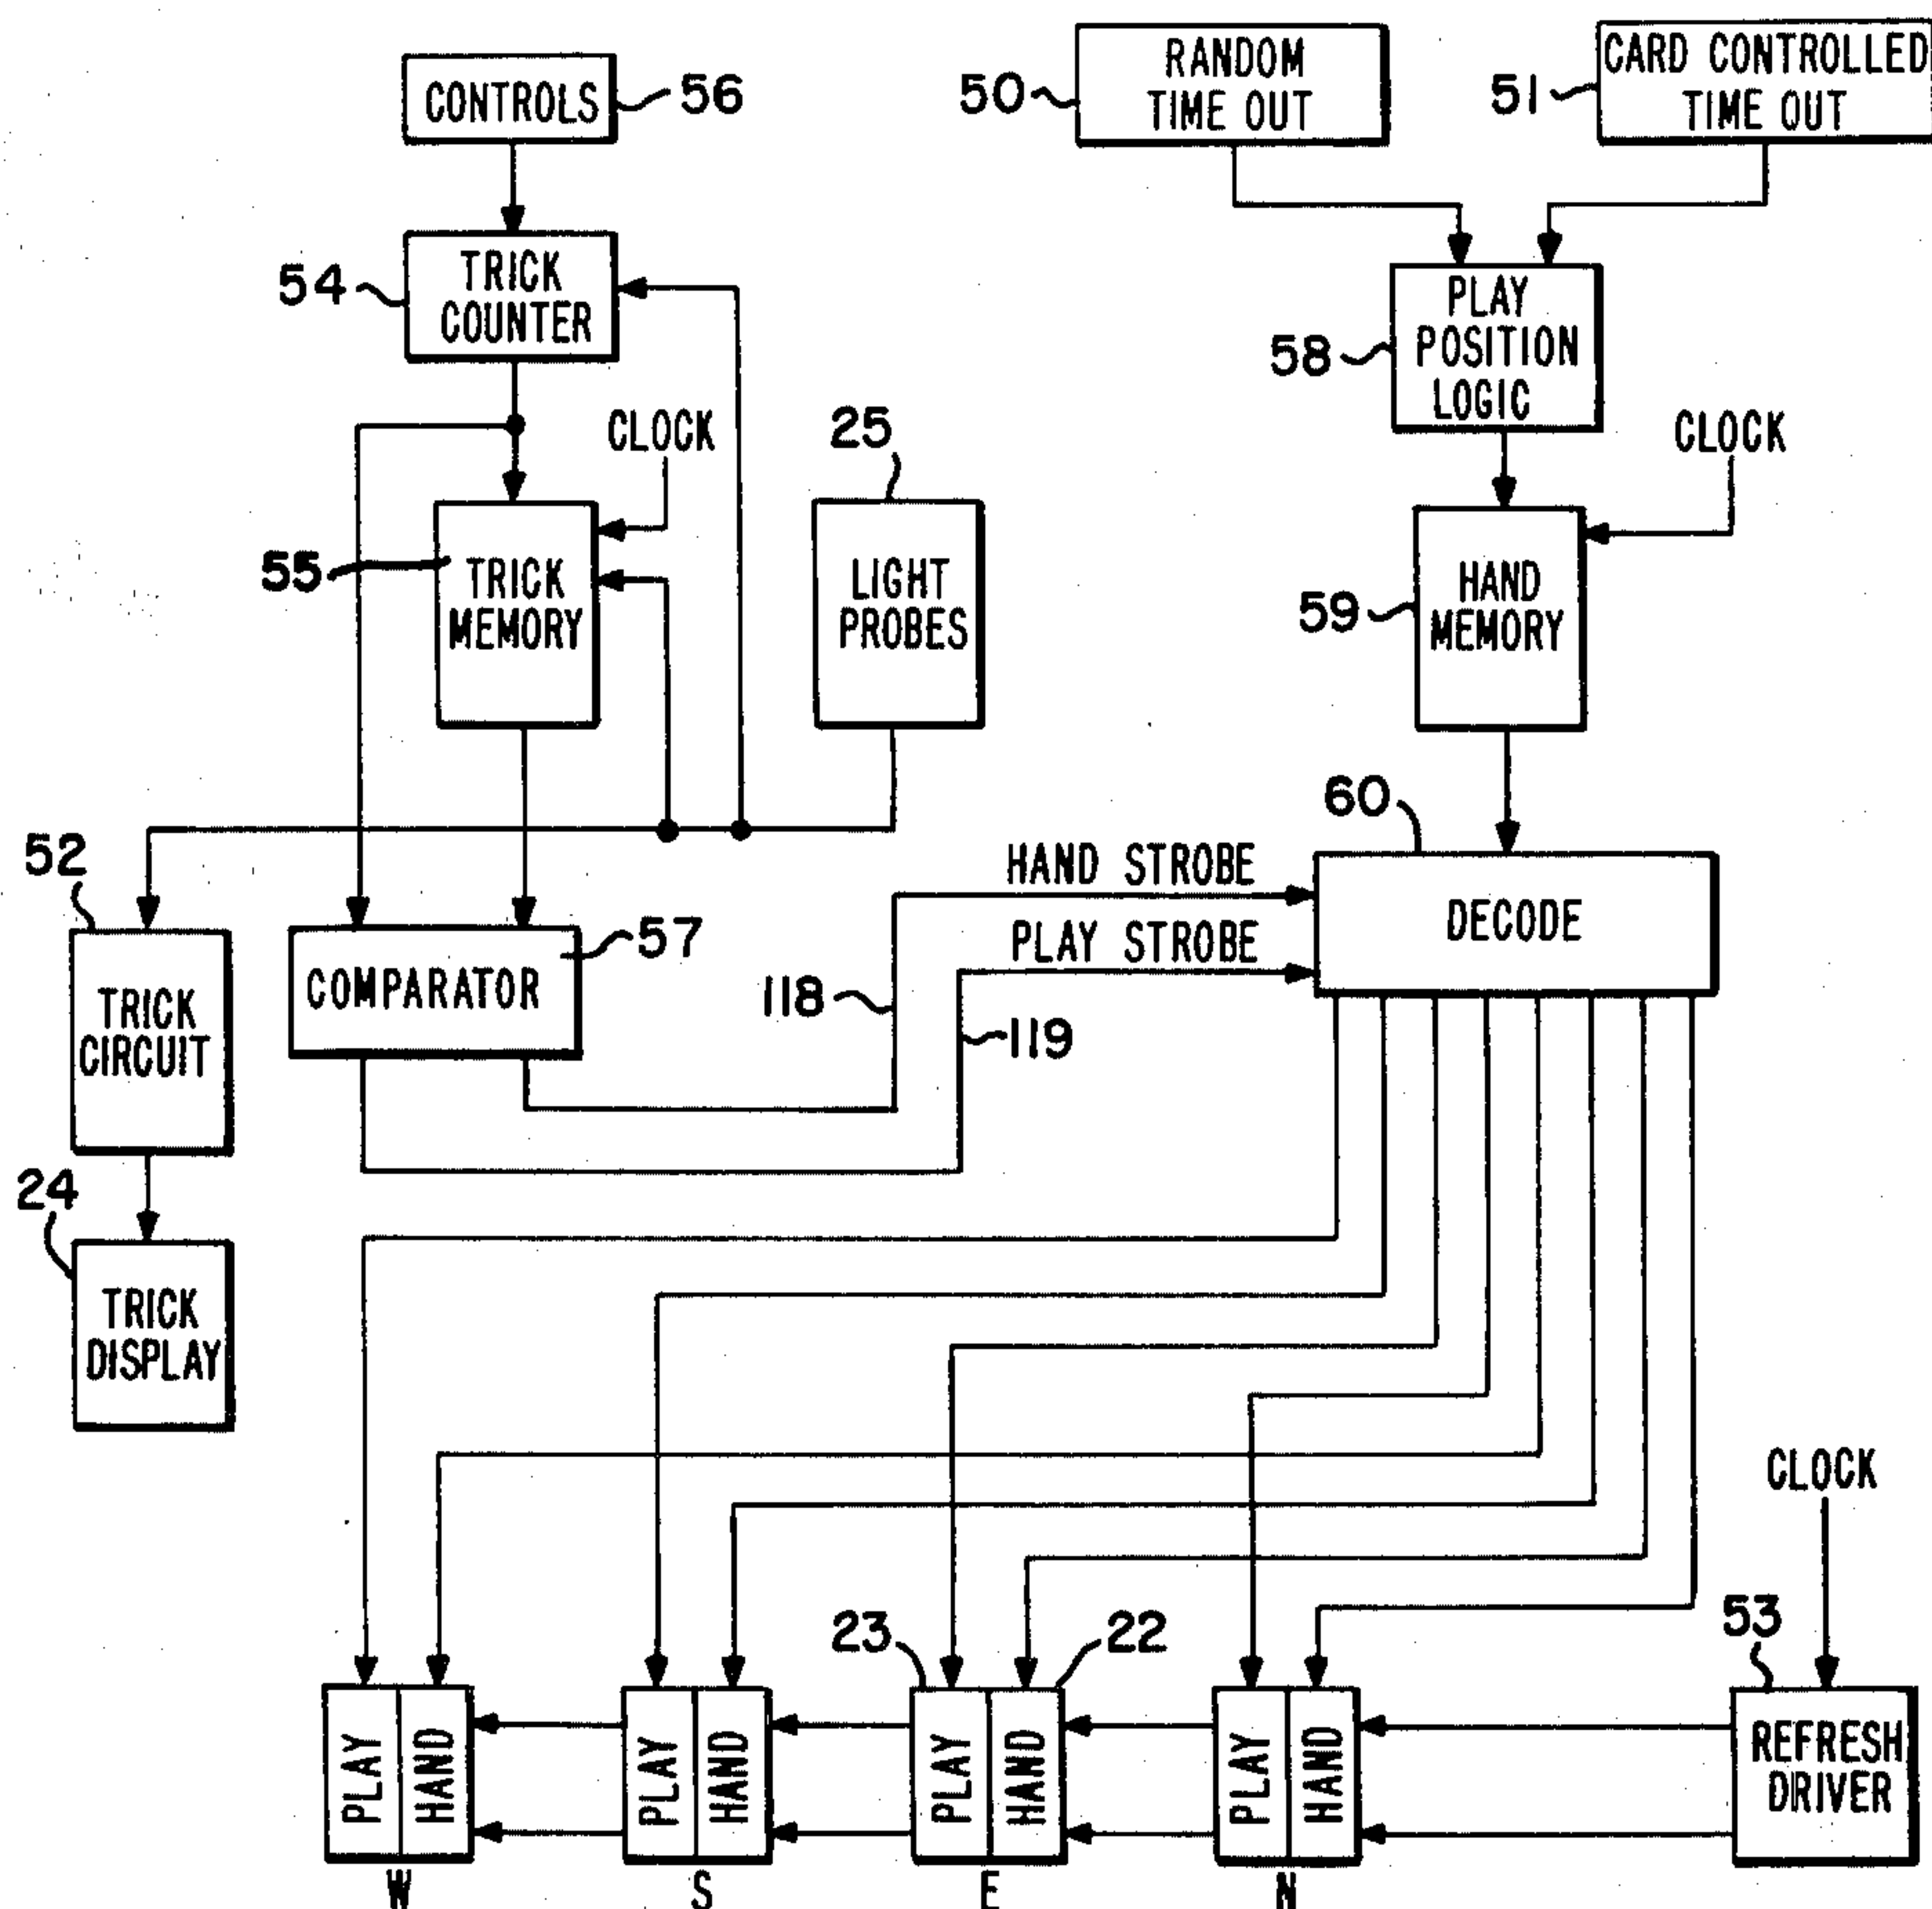 CONTROLS
56
50
RANDOM
TIME OUT
51
CARD CONTROLLED
TIME OUT
54
TRICK
COUNTER
58
PLAY
POSITION
LOGIC
CLOCK
25
CLOCK
55
TRICK
MEMORY
LIGHT
PROBES
59
HAND
MEMORY
60
52
HAND STROBE
PLAY STROBE
DECODE
57
COMPARATOR
118
119
TRICK
CIRCUIT
24
TRICK
DISPLAY
CLOCK
23
22
53
PLAY
HAND
PLAY
HAND
PLAY
HAND
PLAY
HAND
REFRESH
DRIVER
W
S
E
N